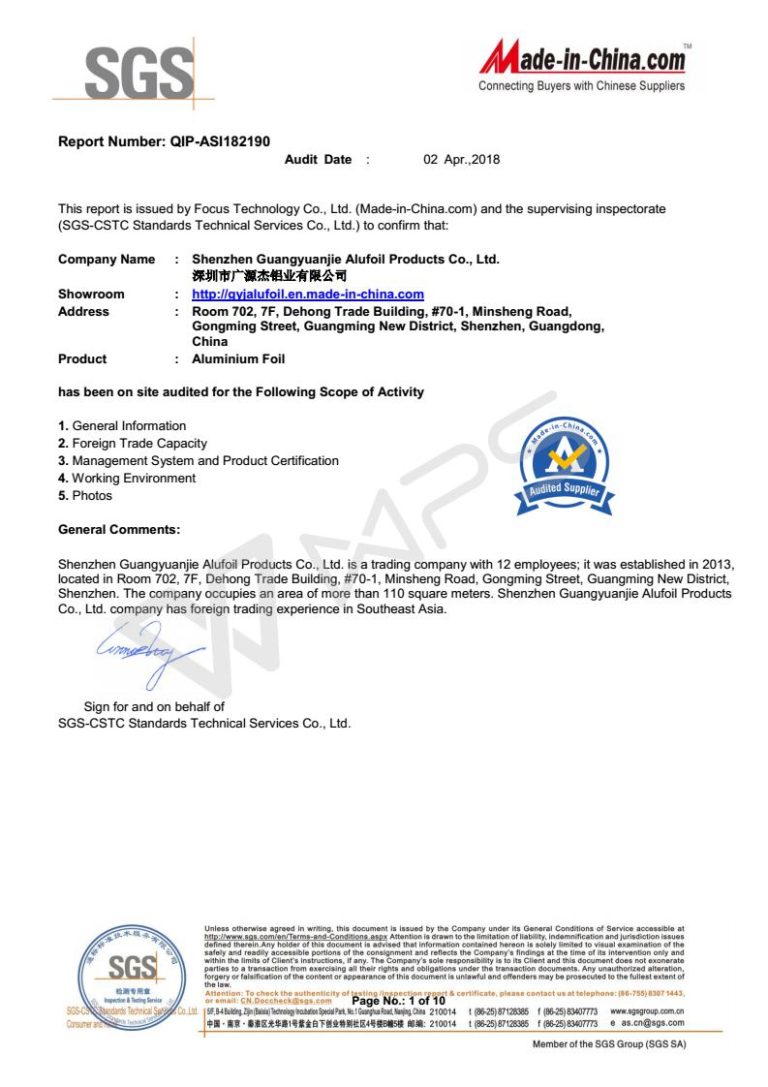 SGS
Made-in-China.com
TM
Connecting Buyers with Chinese Suppliers
Report Number: QIP-ASI182190
Audit Date : 02 Apr.,2018
This report is issued by Focus Technology Co., Ltd. (Made-in-China.com) and the supervising inspectorate
(SGS-CSTC Standards Technical Services Co., Ltd.) to confirm that:
Company Name : Shenzhen Guangyuanjie Alufoil Products Co., Ltd.
深圳市广源杰铝业有限公司
Showroom : http://gyjalufoil.en.made-in-china.com
Address : Room 702, 7F, Dehong Trade Building, #70-1, Minsheng Road,
Gongming Street, Guangming New District, Shenzhen, Guangdong,
China
Product : Aluminium Foil
has been on site audited for the Following Scope of Activity
1. General Information
2. Foreign Trade Capacity
3. Management System and Product Certification
4. Working Environment
5. Photos
Made-in-China.com
Audited Supplier
General Comments:
Shenzhen Guangyuanjie Alufoil Products Co., Ltd. is a trading company with 12 employees; it was established in 2013,
located in Room 702, 7F, Dehong Trade Building, #70-1, Minsheng Road, Gongming Street, Guangming New District,
Shenzhen. The company occupies an area of more than 110 square meters. Shenzhen Guangyuanjie Alufoil Products
Co., Ltd. company has foreign trading experience in Southeast Asia.
Sign for and on behalf of
SGS-CSTC Standards Technical Services Co., Ltd.
Unless otherwise agreed in writing, this document is issued by the Company under its General Conditions of Service accessible at
http://www.sgs.com/en/Terms-and-Conditions.aspx Attention is drawn to the limitation of liability, indemnification and jurisdiction issues
defined therein.Any holder of this document is advised that information contained hereon is solely limited to visual examination of the
safely and readily accessible portions of the consignment and reflects the Company's findings at the time of its intervention only and
within the limits of Client's instructions, if any. The Company's sole responsibility is to its Client and this document does not exonerate
parties to a transaction from exercising all their rights and obligations under the transaction documents. Any unauthorized alteration,
forgery or falsification of the content or appearance of this document is unlawful and offenders may be prosecuted to the fullest extent of
the law.
Attention: To check the authenticity of testing /inspection report & certificate, please contact us at telephone: (86-755) 8307 1443,
or email: CN.Doccheck@sgs.com
Page No.: 1 of 10
SGS
检测专用章
Inspection & Testing Service
SGS-CSTC Standards Technical Services Co., Ltd.
5/F, B-4 Building, Zijin (Baixia) Technology Incubation Special Park, No.1 Guanghua Road, Nanjing, China 210014 t (86-25) 87128385 f (86-25) 83407773 www.sgsgroup.com.cn
中国·南京·秦淮区光华路1号紫金白下创业特别社区4号楼B幢5楼 邮编: 210014 t (86-25) 87128385 f (86-25) 83407773 e as.cn@sgs.com
Member of the SGS Group (SGS SA)